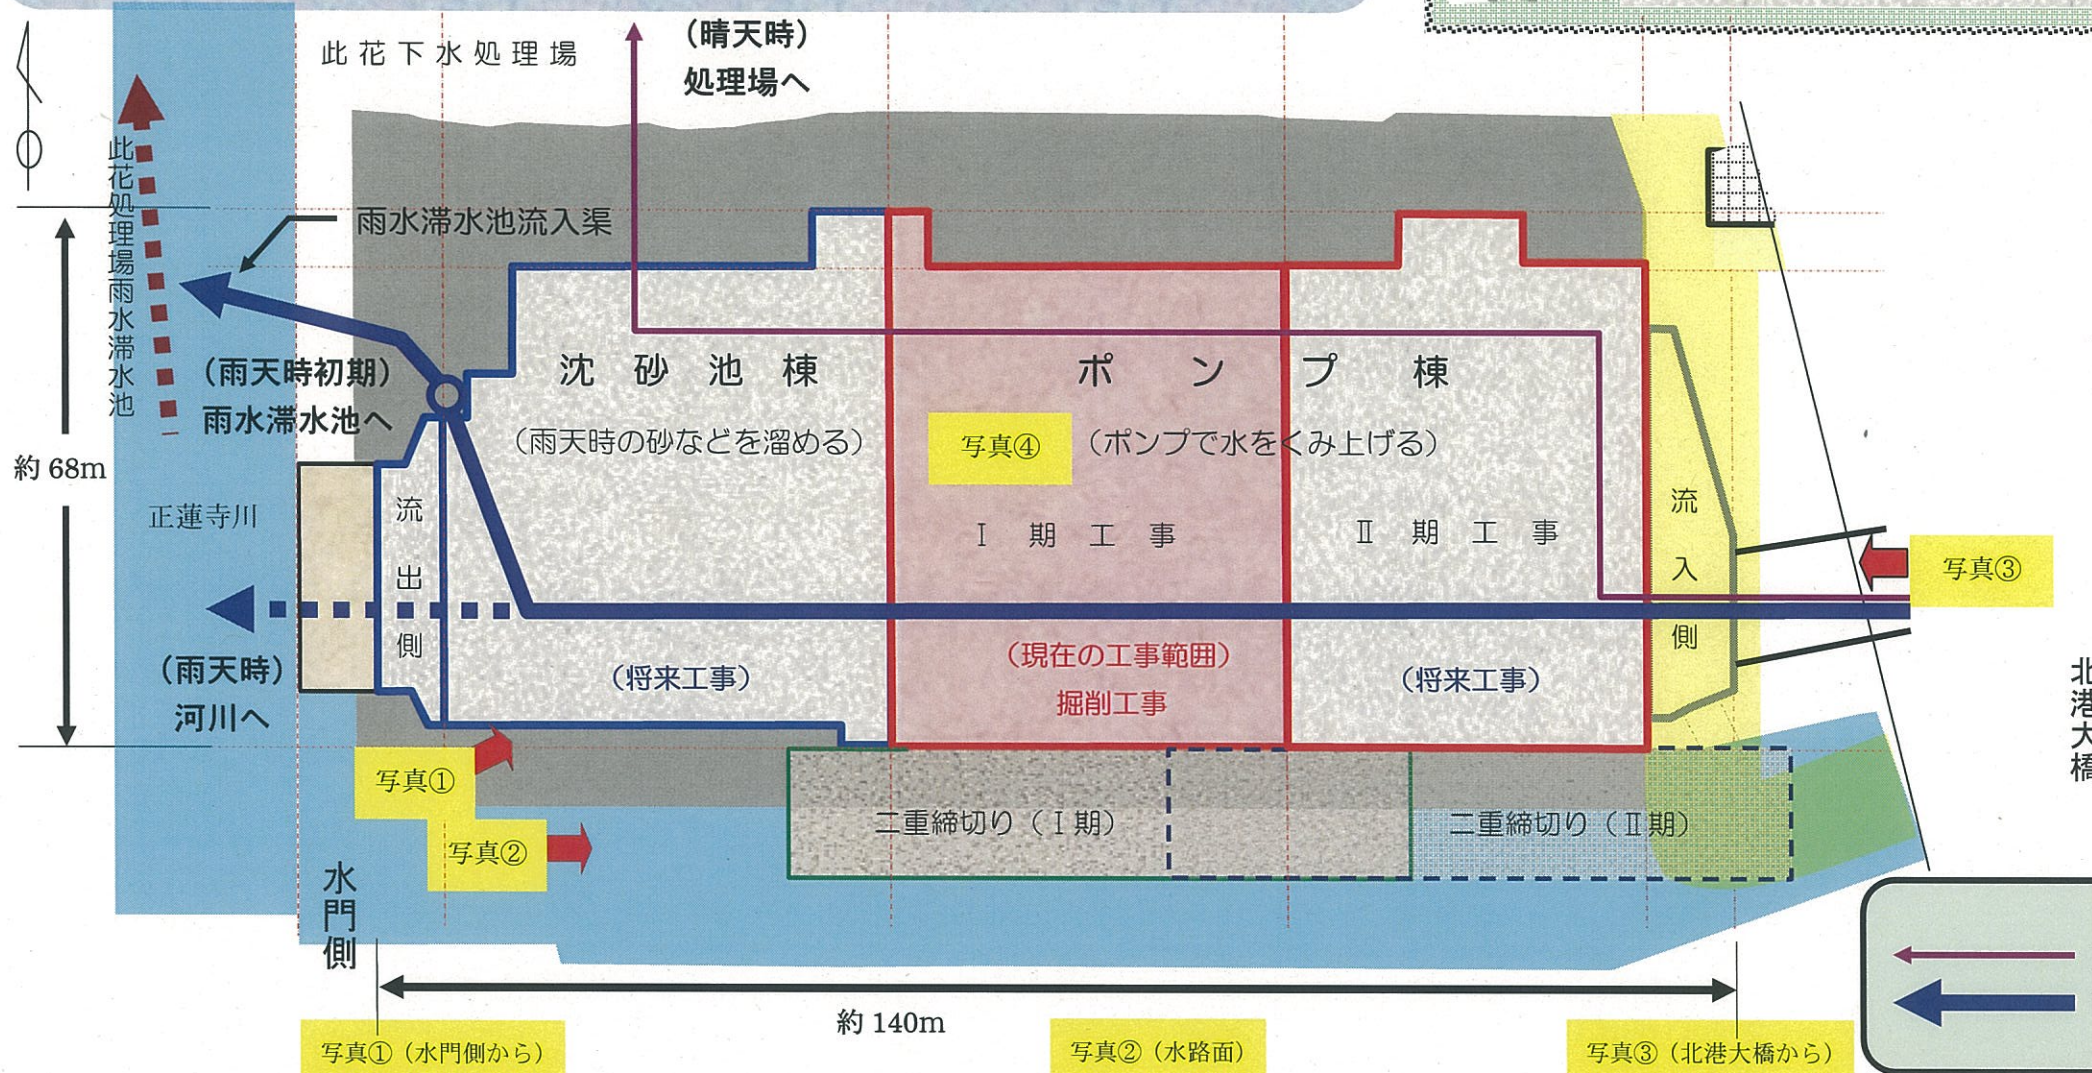 此花下水処理場
(晴天時)
処理場へ
此花処理場雨水滞水池
雨水滞水池流入渠
(雨天時初期)
雨水滞水池へ
沈砂池棟
ポンプ棟
(雨天時の砂などを溜める)
写真④
(ポンプで水をくみ上げる)
約 68m
正蓮寺川
流出側
Ⅰ期工事
Ⅱ期工事
流入側
写真③
(雨天時)
河川へ
(将来工事)
(現在の工事範囲)
掘削工事
(将来工事)
北港大橋
写真①
写真②
二重締切り(Ⅰ期)
二重締切り(Ⅱ期)
水門側
約 140m
写真①(水門側から)
写真②(水路面)
写真③(北港大橋から)